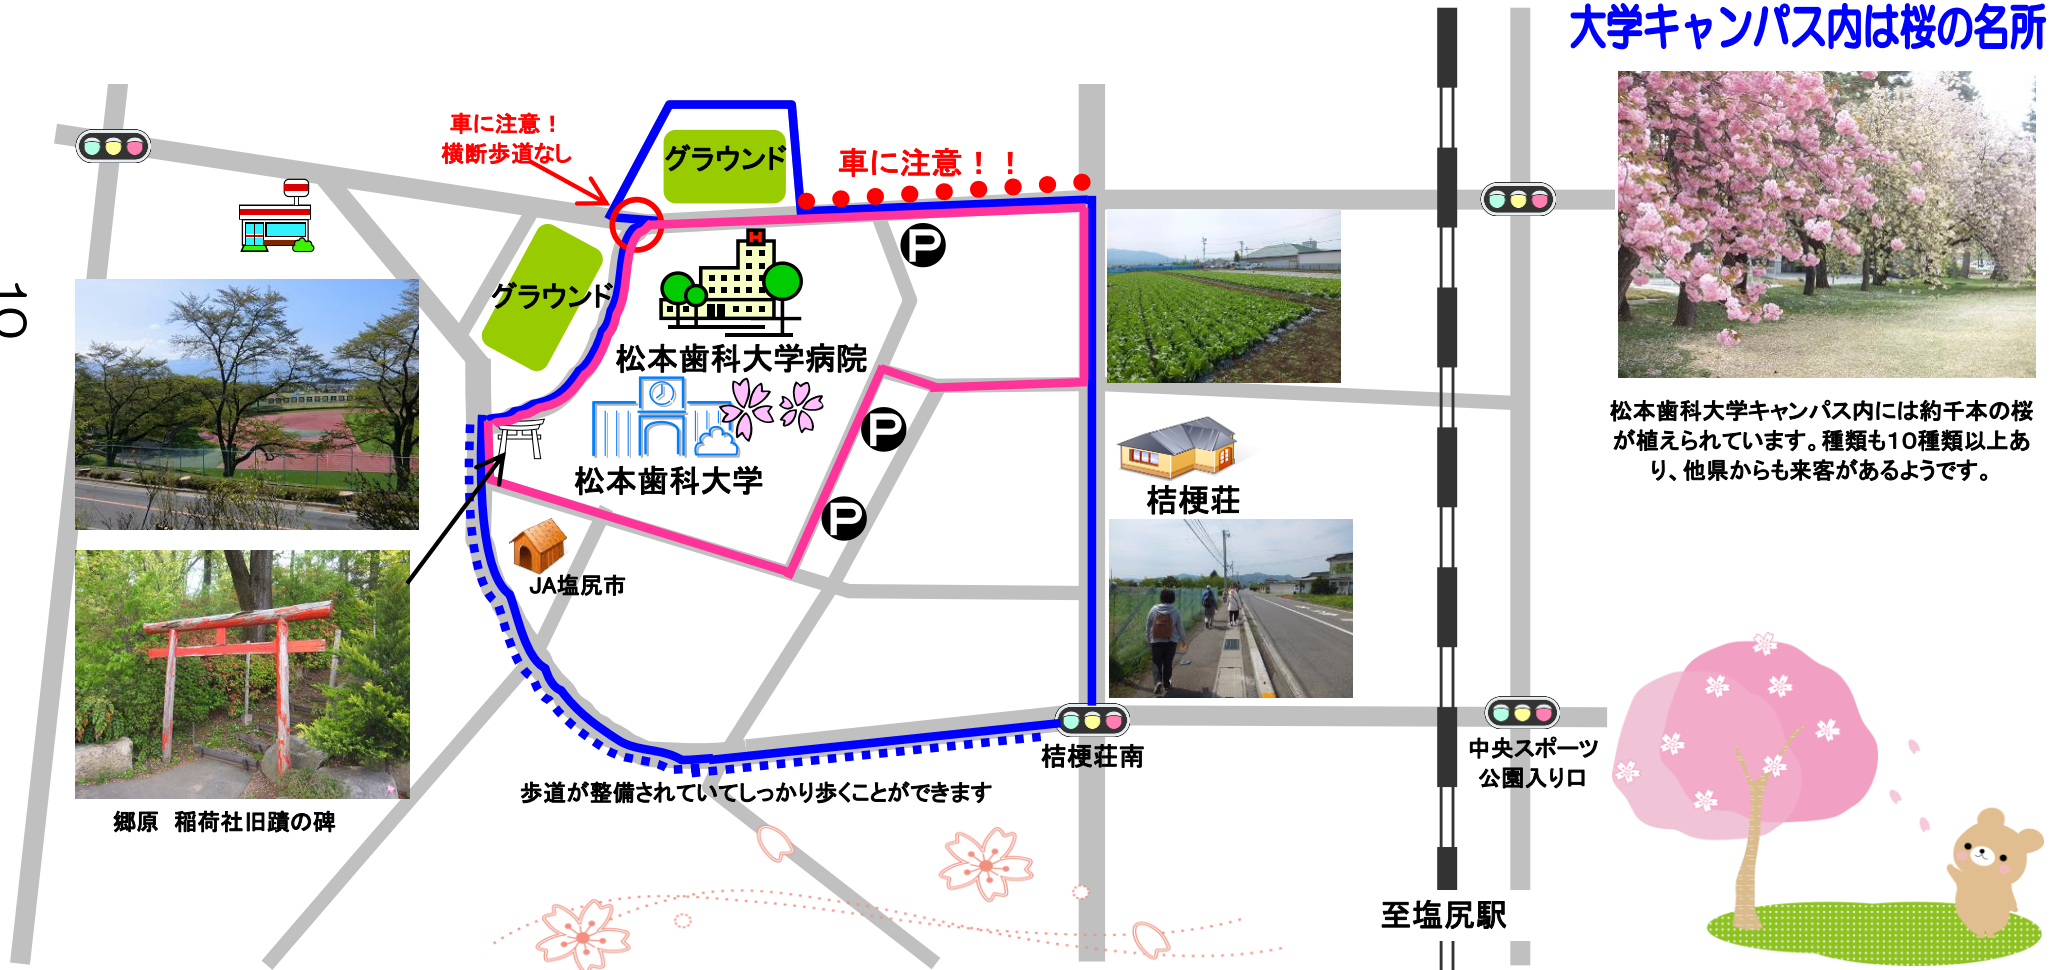 大学キャンパス内は桜の名所
車に注意！
横断歩道なし
グラウンド
車に注意！！
P
グラウンド
10
松本歯科大学病院
H
松本歯科大学キャンパス内には約千本の桜
が植えられています。種類も１０種類以上あ
り、他県からも来客があるようです。
P
松本歯科大学
桔梗荘
P
JA塩尻市
桔梗荘南
中央スポーツ
公園入り口
歩道が整備されていてしっかり歩くことができます
郷原　稲荷社旧蹟の碑
至塩尻駅